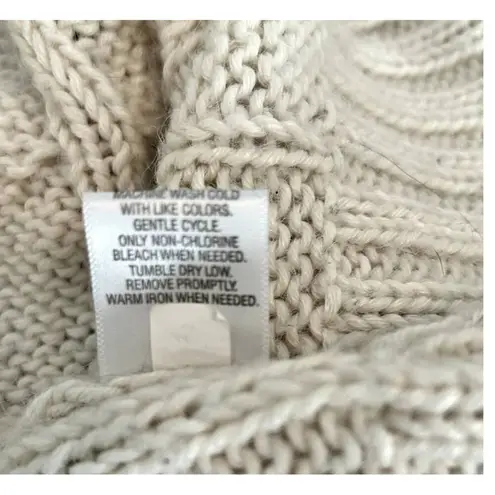 MACHINE WASH COLD
WITH LIKE COLORS.
GENTLE CYCLE.
ONLY NON-CHLORINE
BLEACH WHEN NEEDED.
TUMBLE DRY LOW.
REMOVE PROMPTLY.
WARM IRON WHEN NEEDED.